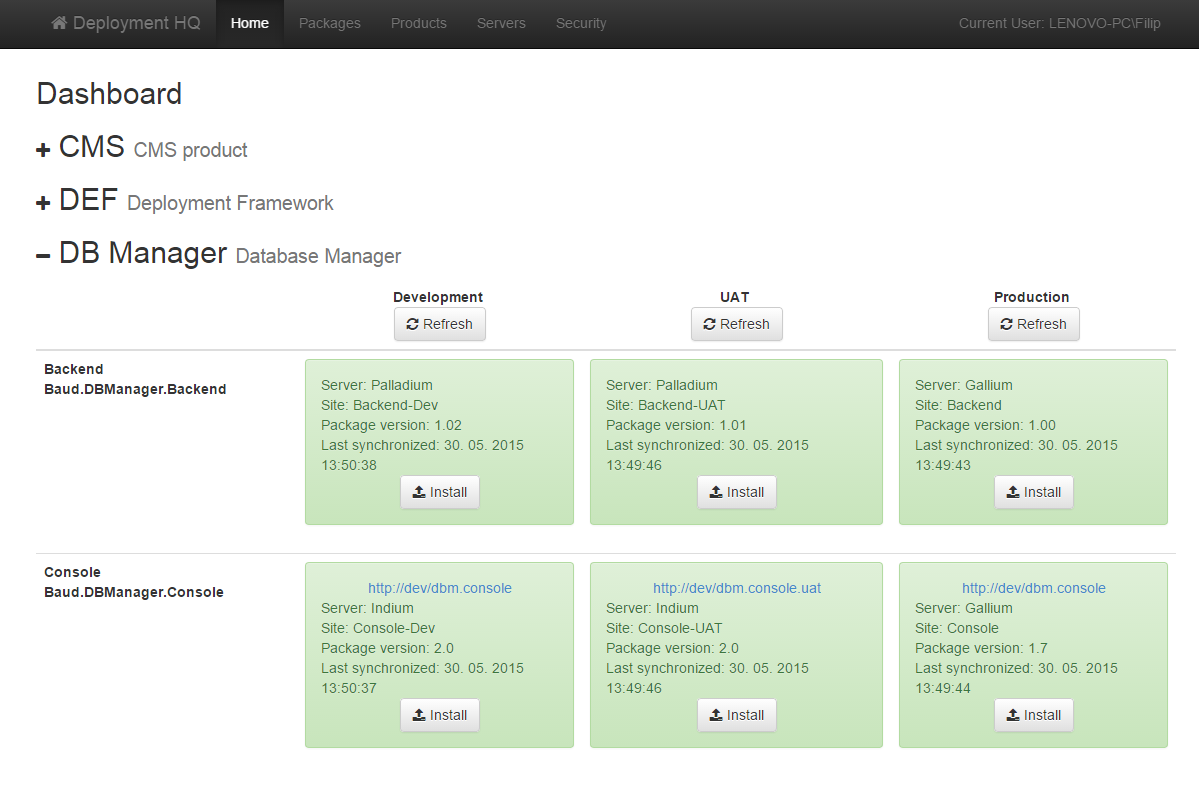 Deployment HQ Home Packages Products Servers Security Current User: LENOVO-PC\Filip
Dashboard
CMS CMS product
DEF Deployment Framework
DB Manager Database Manager
Development UAT Production
Refresh Refresh Refresh
Backend
Baud.DBManager.Backend
Server: Palladium
Site: Backend-Dev
Package version: 1.02
Last synchronized: 30. 05. 2015
13:50:38
Install
Server: Palladium
Site: Backend-UAT
Package version: 1.01
Last synchronized: 30. 05. 2015
13:49:46
Install
Server: Gallium
Site: Backend
Package version: 1.00
Last synchronized: 30. 05. 2015
13:49:43
Install
Console
Baud.DBManager.Console
http://dev/dbm.console
Server: Indium
Site: Console-Dev
Package version: 2.0
Last synchronized: 30. 05. 2015
13:50:37
Install
http://dev/dbm.console.uat
Server: Indium
Site: Console-UAT
Package version: 2.0
Last synchronized: 30. 05. 2015
13:49:46
Install
http://dev/dbm.console
Server: Gallium
Site: Console
Package version: 1.7
Last synchronized: 30. 05. 2015
13:49:44
Install